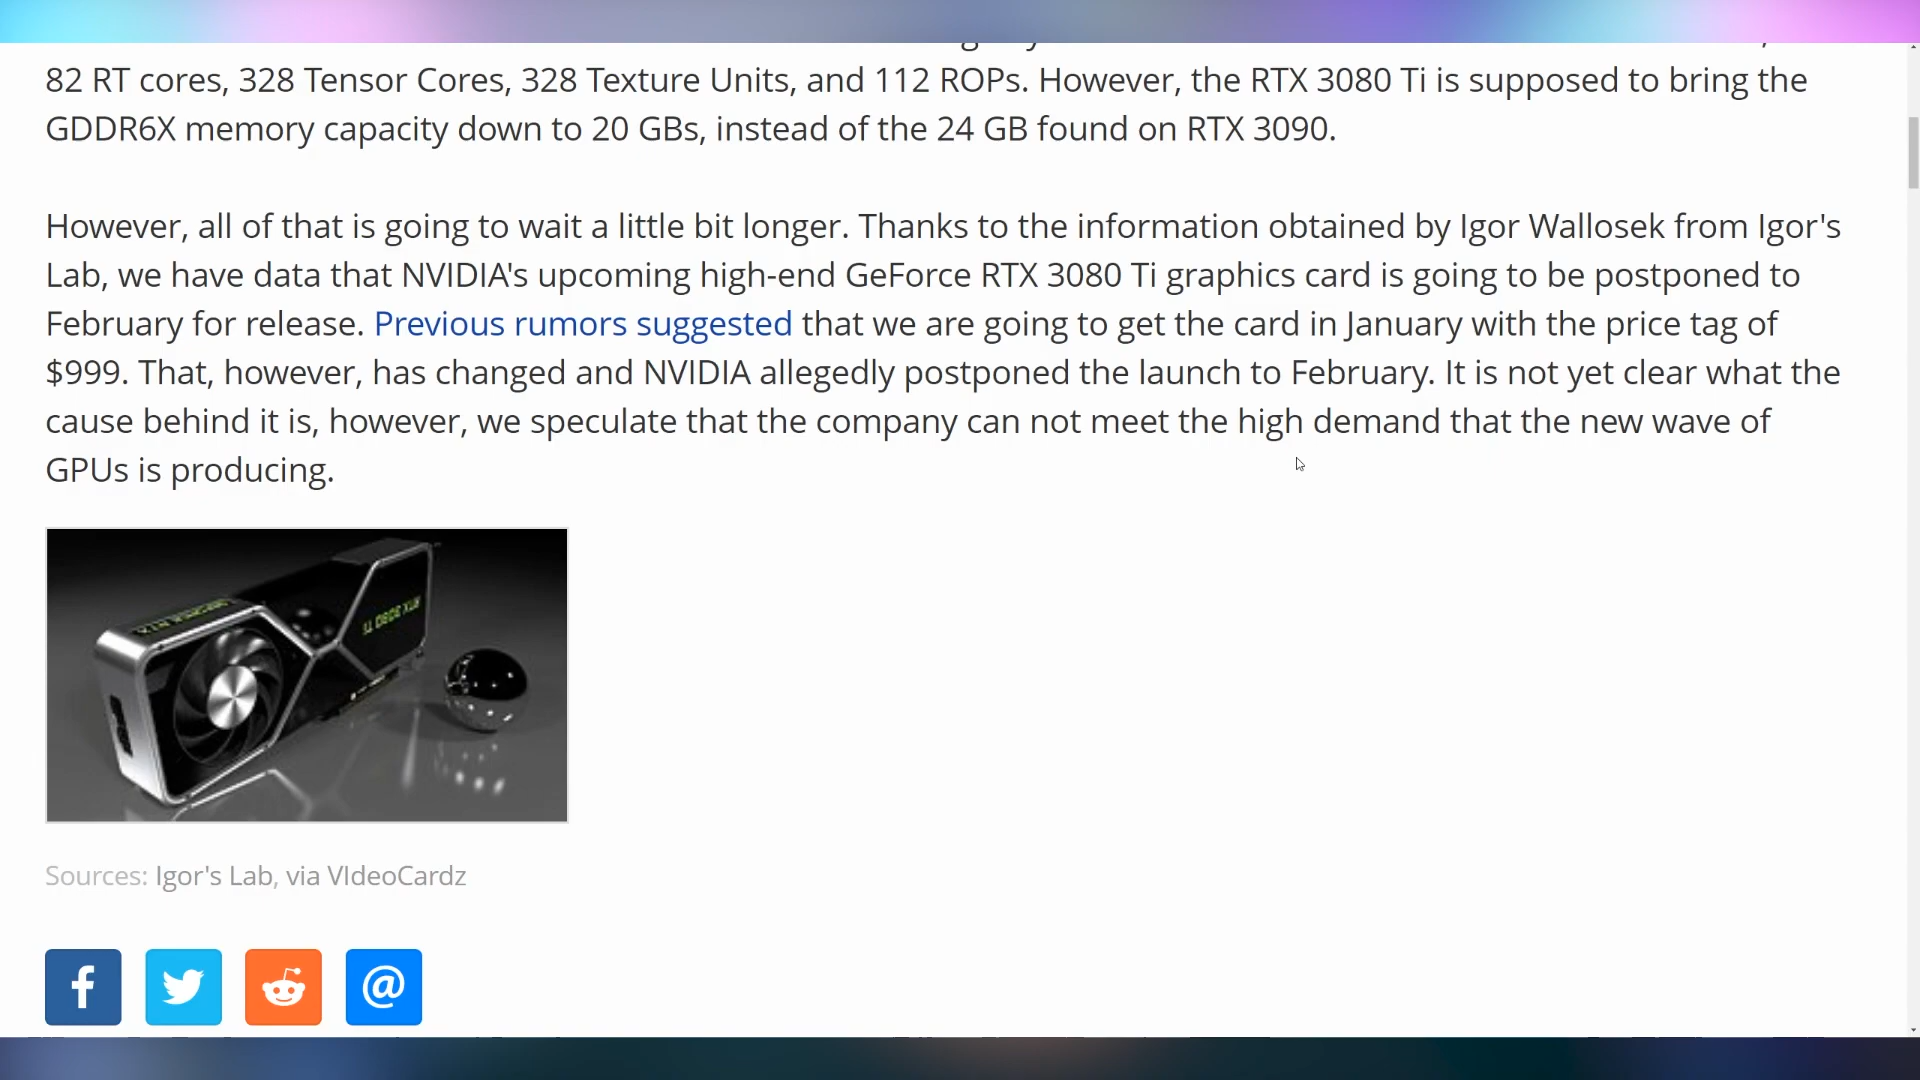 82 RT cores, 328 Tensor Cores, 328 Texture Units, and 112 ROPs. However, the RTX 3080 Ti is supposed to bring the
GDDR6X memory capacity down to 20 GBs, instead of the 24 GB found on RTX 3090.
However, all of that is going to wait a little bit longer. Thanks to the information obtained by Igor Wallosek from Igor's
Lab, we have data that NVIDIA's upcoming high-end GeForce RTX 3080 Ti graphics card is going to be postponed to
February for release. Previous rumors suggested that we are going to get the card in January with the price tag of
$999. That, however, has changed and NVIDIA allegedly postponed the launch to February. It is not yet clear what the
cause behind it is, however, we speculate that the company can not meet the high demand that the new wave of
GPUs is producing.
GEFORCE RTX
RTX 3080 Ti
Sources: Igor's Lab, via VIdeoCardz